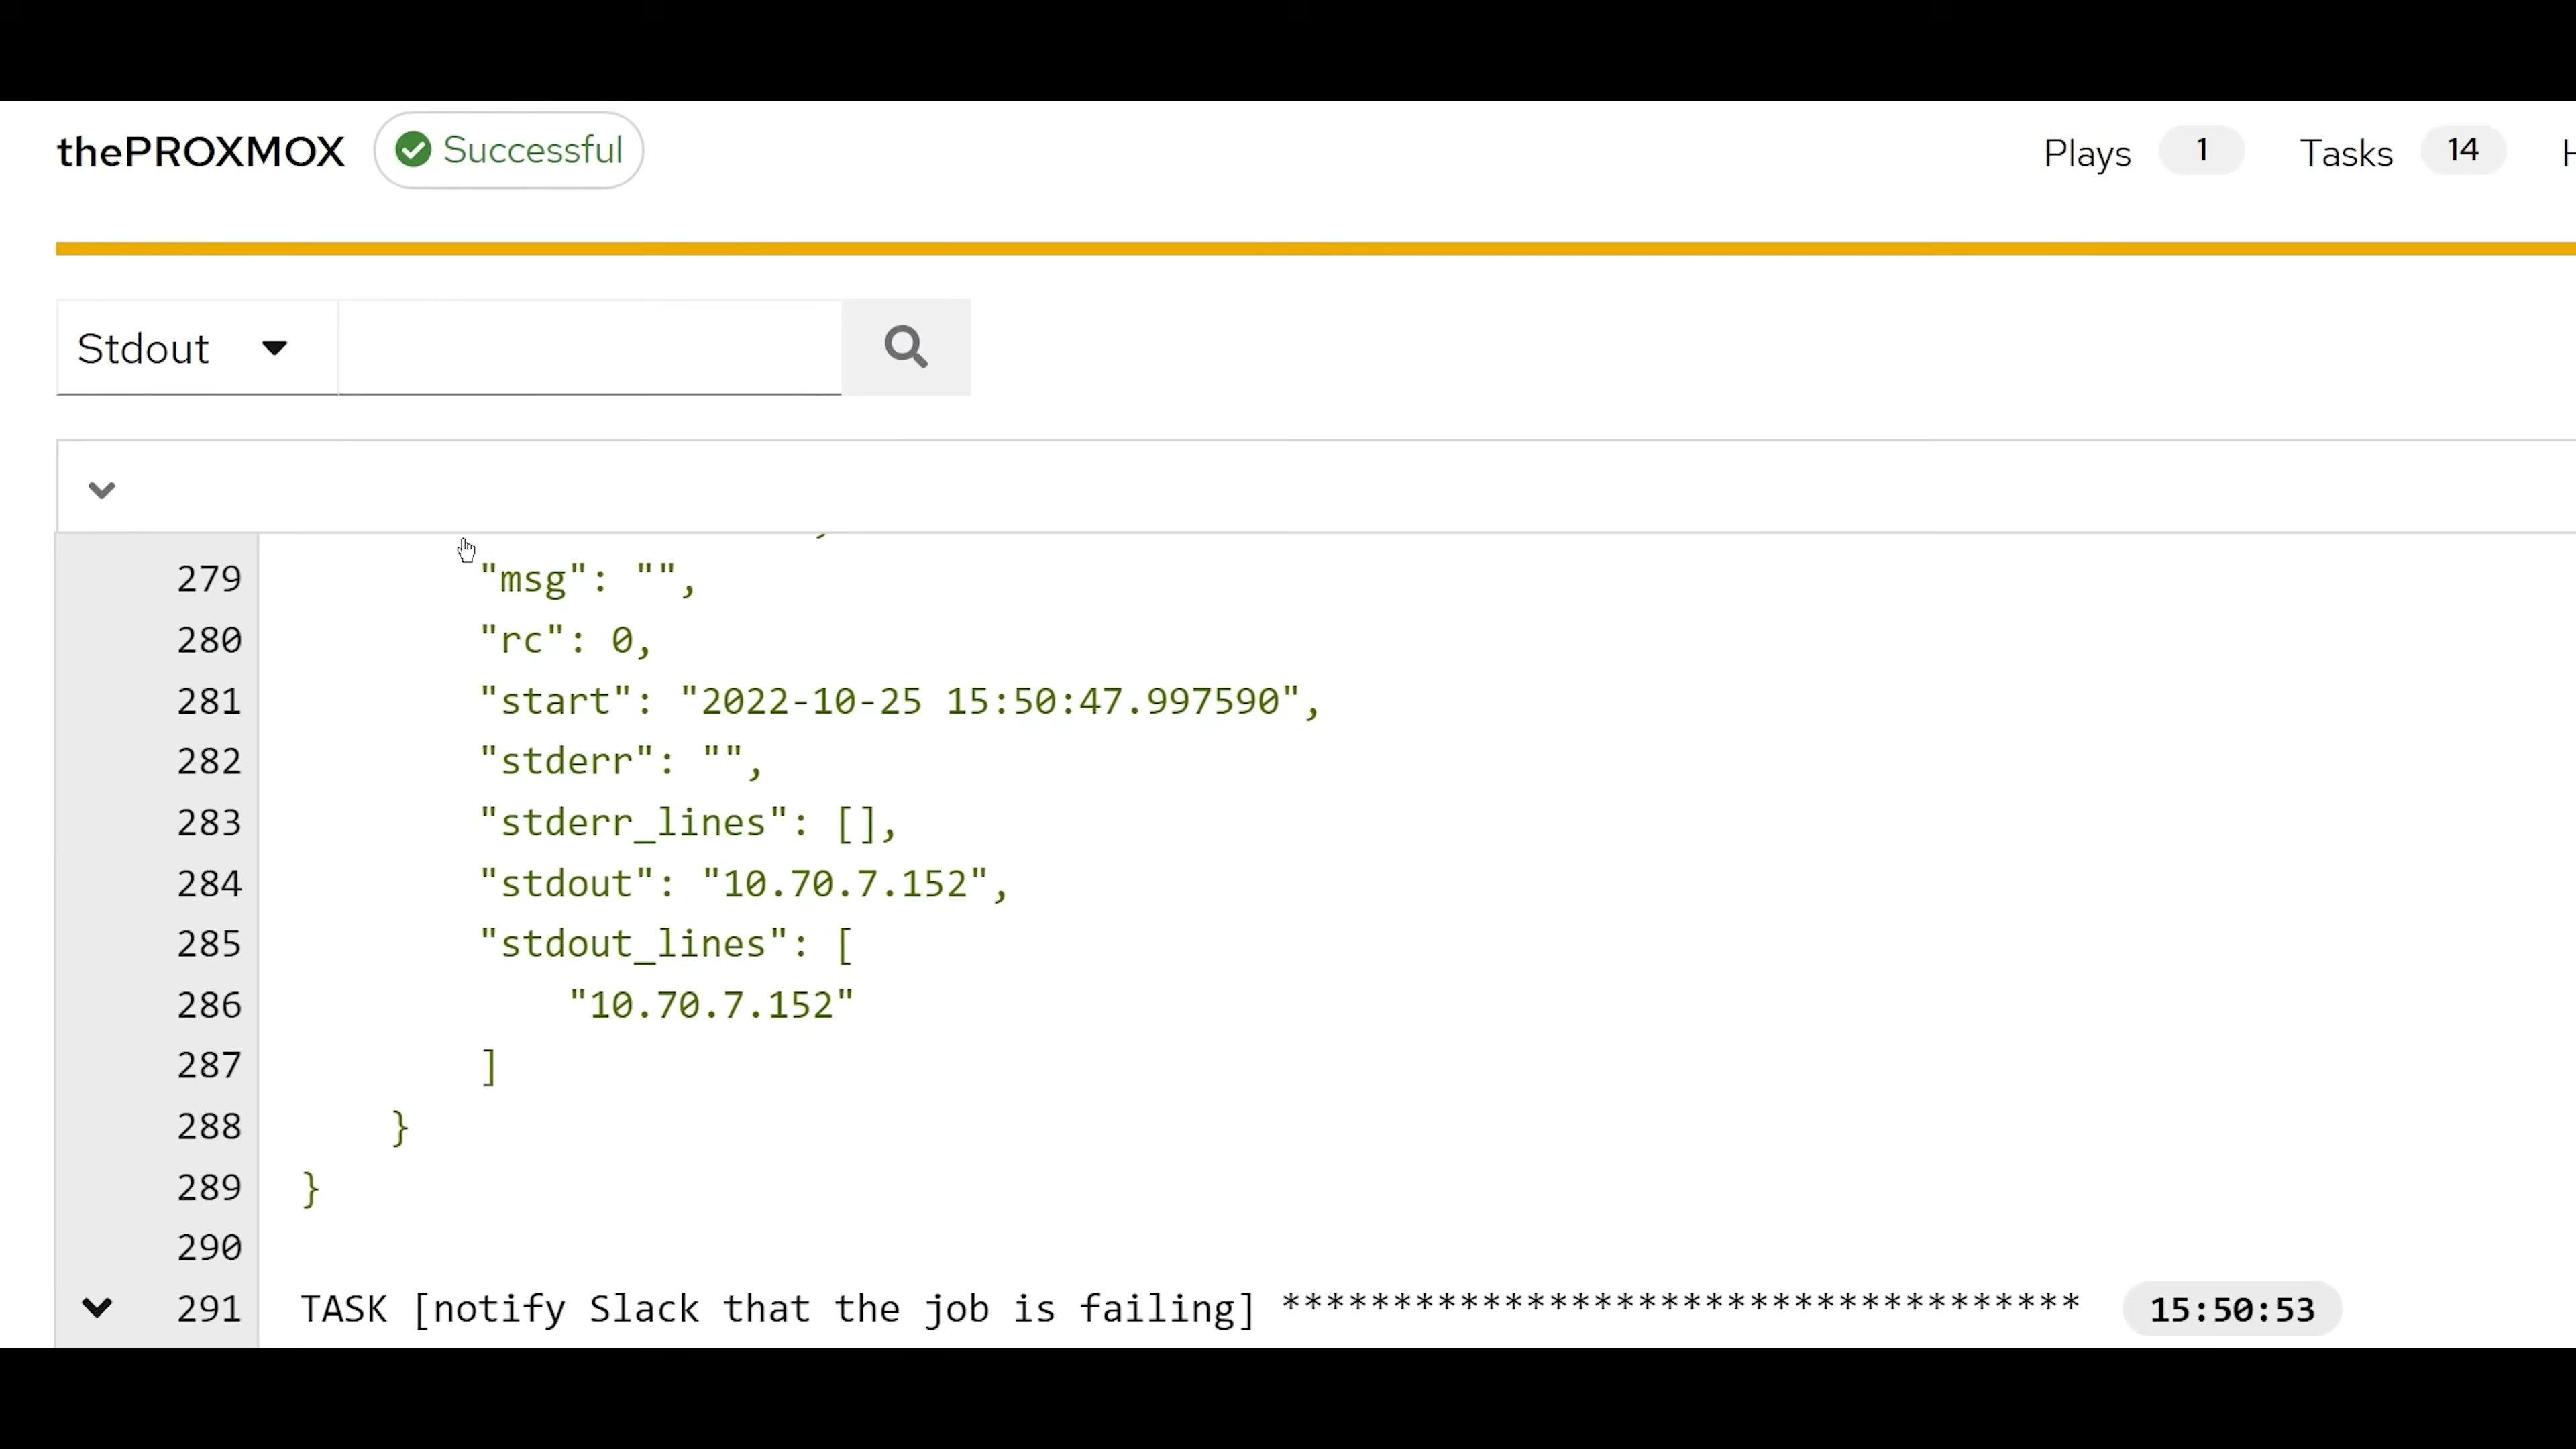 thePROXMOX Successful Plays 1 Tasks 14
Stdout
279 "msg": "",
280 "rc": 0,
281 "start": "2022-10-25 15:50:47.997590",
282 "stderr": "",
283 "stderr_lines": [],
284 "stdout": "10.70.7.152",
285 "stdout_lines": [
286 "10.70.7.152"
287 ]
288 }
289 }
290
291 TASK [notify Slack that the job is failing] ************************************ 15:50:53